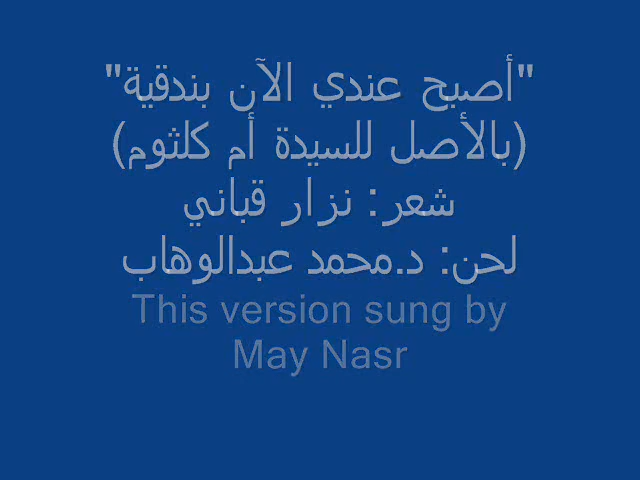 "أصبح عندي الآن بندقية"
(بالأصل للسيدة أم كلثوم)
شعر: نزار قباني
لحن: د.محمد عبدالوهاب
This version sung by
May Nasr